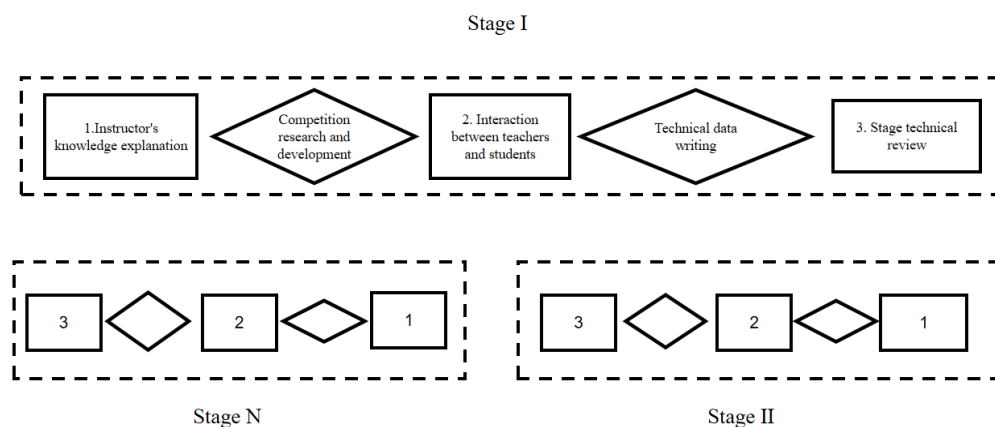 Stage I
1.Instructor's
knowledge explanation
Competition
research and
development
2. Interaction
between teachers
and students
Technical data
writing
3. Stage technical
review
3
2
1
3
2
1
Stage N
Stage II